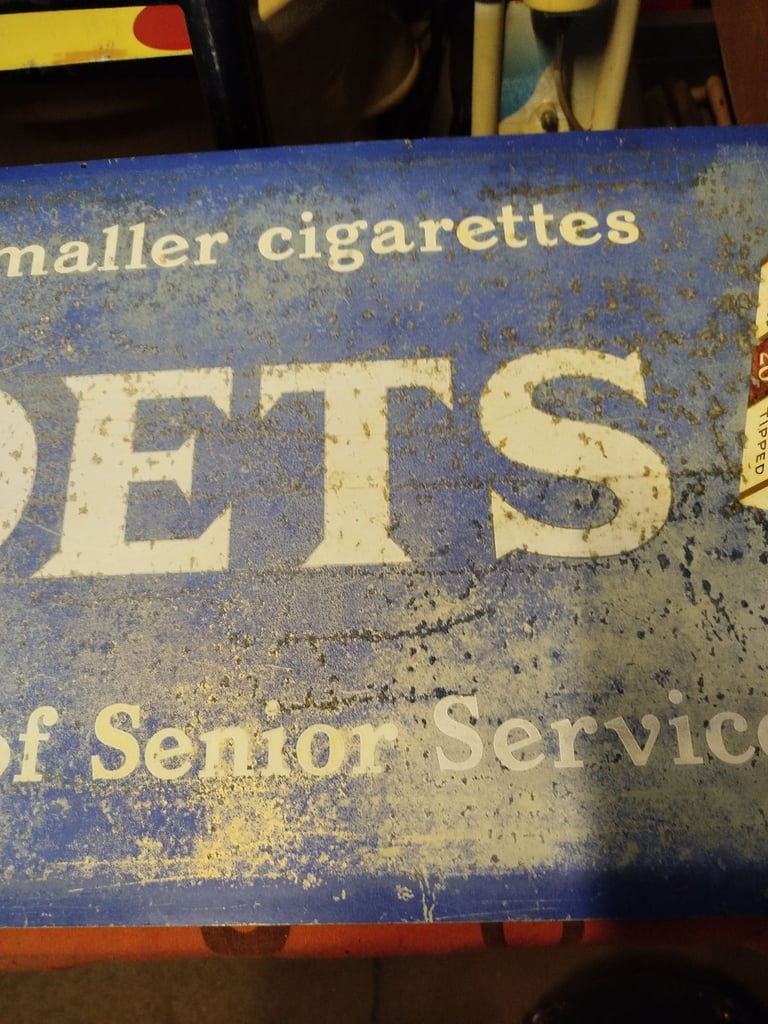 maller cigarettes
DETS
20 TIPPED
of Senior Service